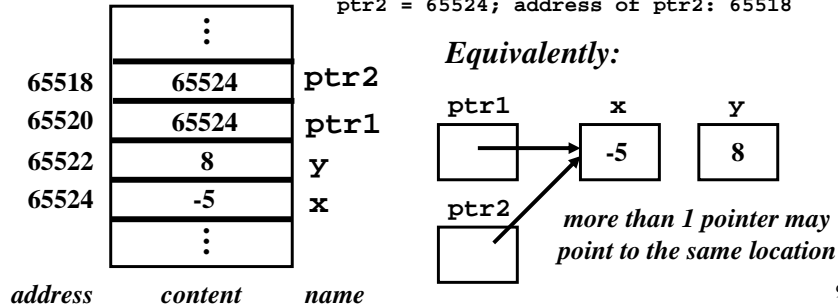 ptr2 = 65524; address of ptr2: 65518
Equivalently:
65518 65524 ptr2
65520 65524 ptr1
65522 8 y
65524 -5 x
address content name
ptr1 x y
-5 8
ptr2
more than 1 pointer may
point to the same location